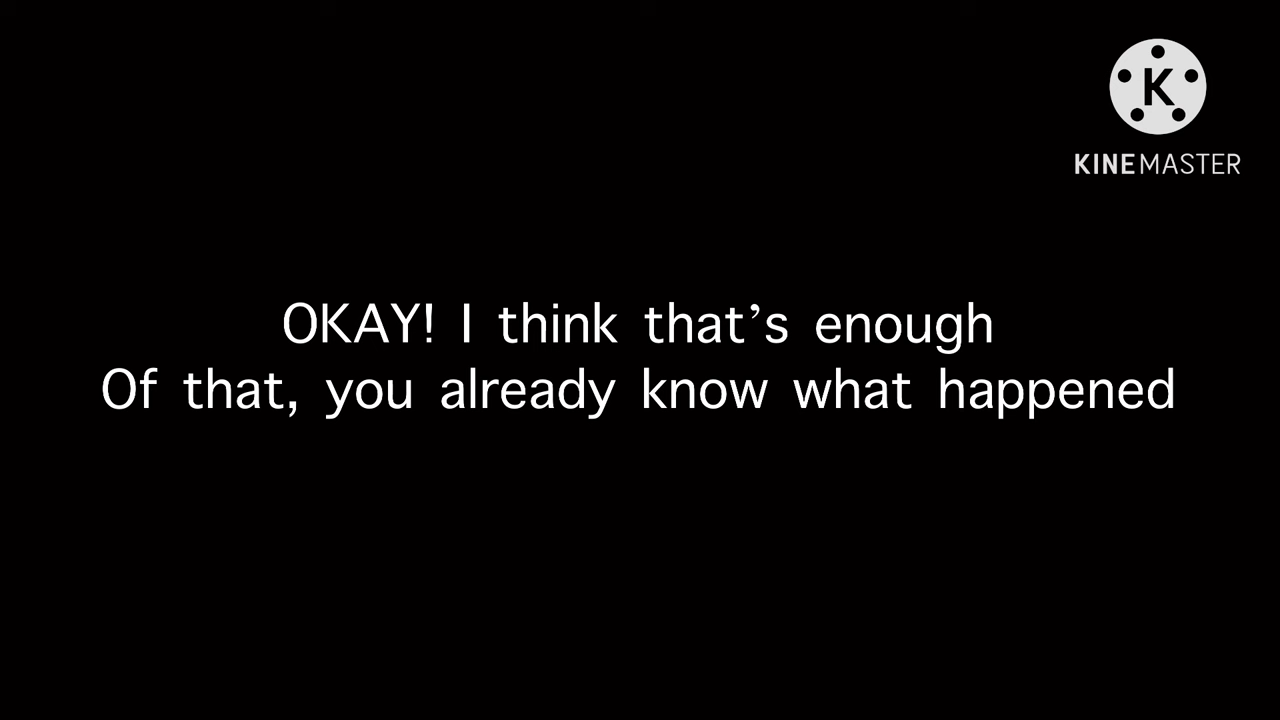 K
KINEMASTER
OKAY! I think that’s enough
Of that, you already know what happened